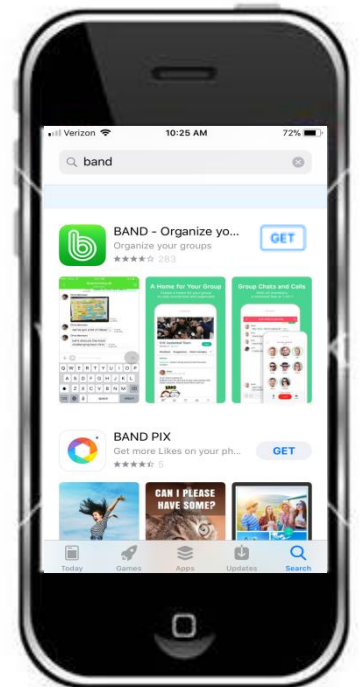 Verizon 10:25 AM 72%
band
BAND - Organize yo...
Organize your groups
283
GET
A Home for Your Group
Group Chats and Calls
Q W E R T Y U I O P
A S D F G H J K L
Z X C V B N M
BAND PIX
Get more Likes on your ph...
5
GET
CAN I PLEASE
HAVE SOME?
Today Games Apps Updates Search